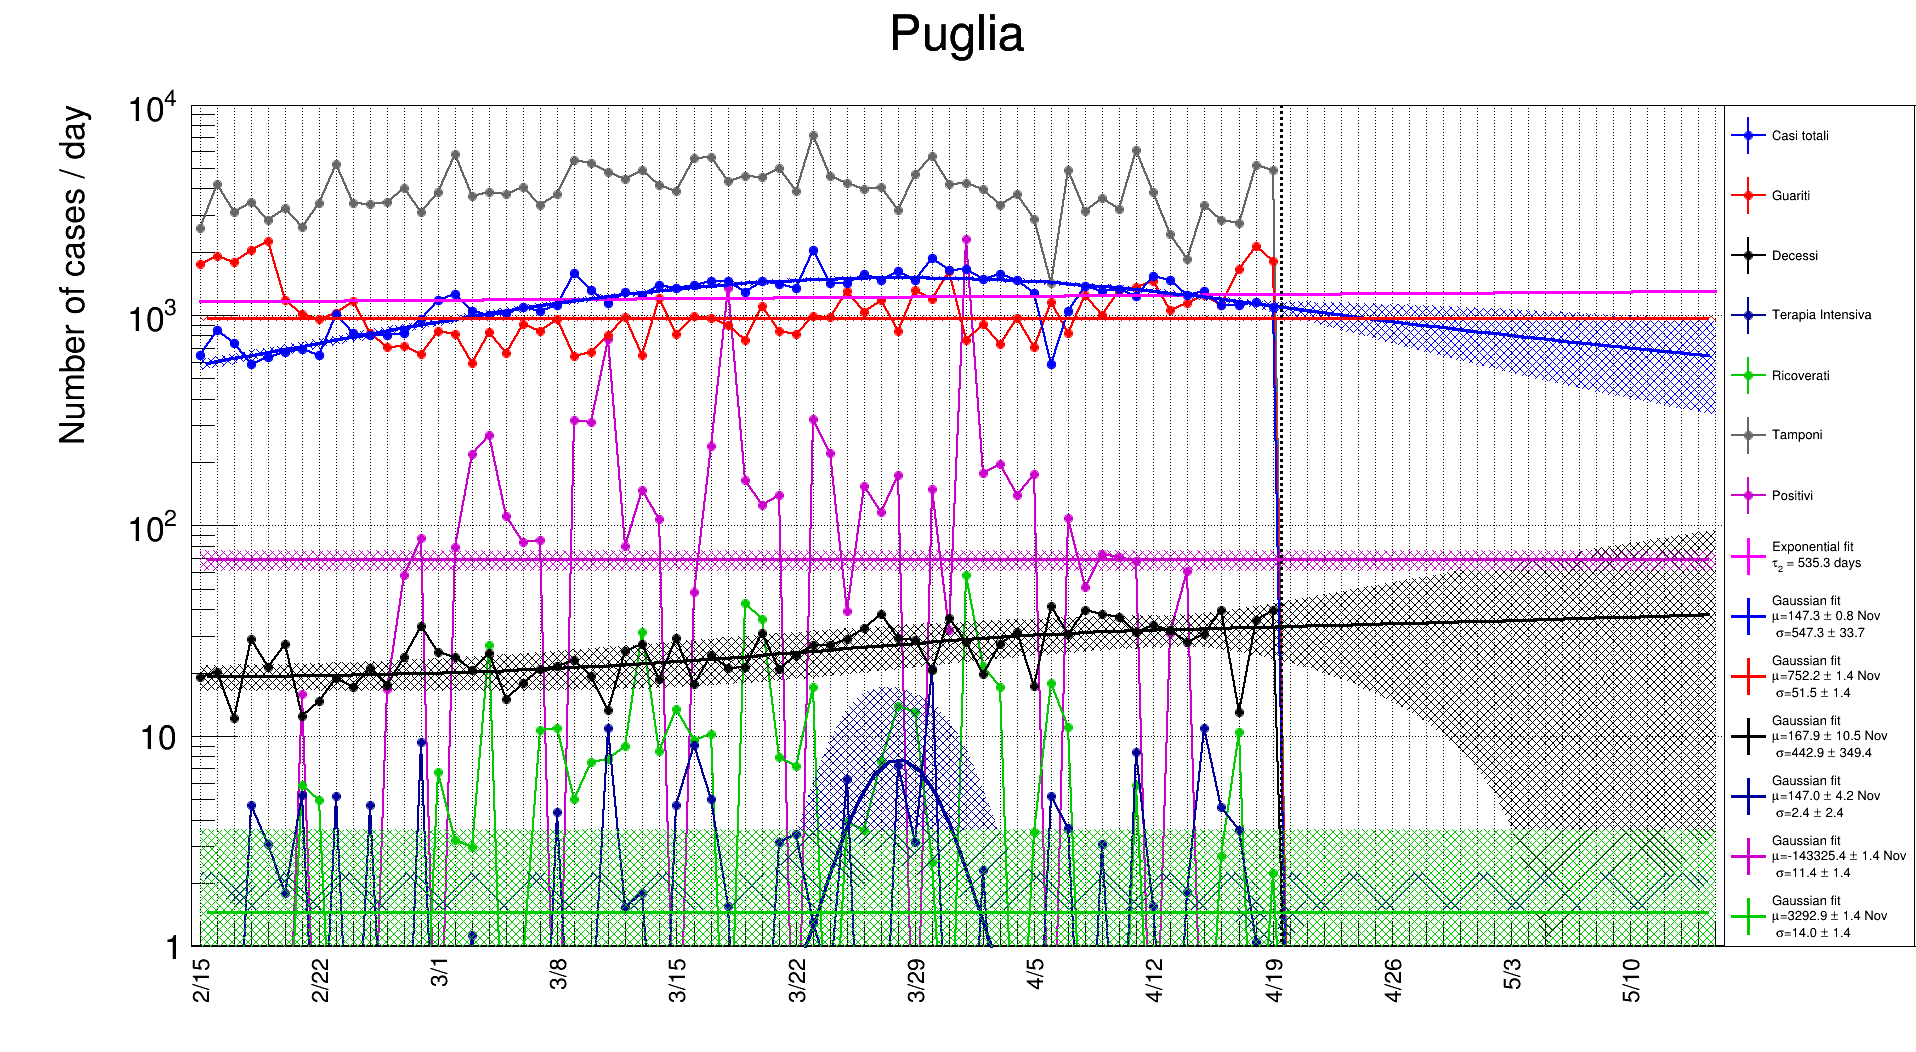 Puglia
Number of cases / day
10⁴
10³
10²
10
1
2/15
2/22
3/1
3/8
3/15
3/22
3/29
4/5
4/12
4/19
4/26
5/3
5/10
Casi totali
Guariti
Decessi
Terapia Intensiva
Ricoverati
Tamponi
Positivi
Exponential fit
τ₂ = 535.3 days
Gaussian fit
μ=147.3 ± 0.8 Nov
σ=547.3 ± 33.7
Gaussian fit
μ=752.2 ± 1.4 Nov
σ=51.5 ± 1.4
Gaussian fit
μ=167.9 ± 10.5 Nov
σ=442.9 ± 349.4
Gaussian fit
μ=147.0 ± 4.2 Nov
σ=2.4 ± 2.4
Gaussian fit
μ=-143325.4 ± 1.4 Nov
σ=11.4 ± 1.4
Gaussian fit
μ=3292.9 ± 1.4 Nov
σ=14.0 ± 1.4